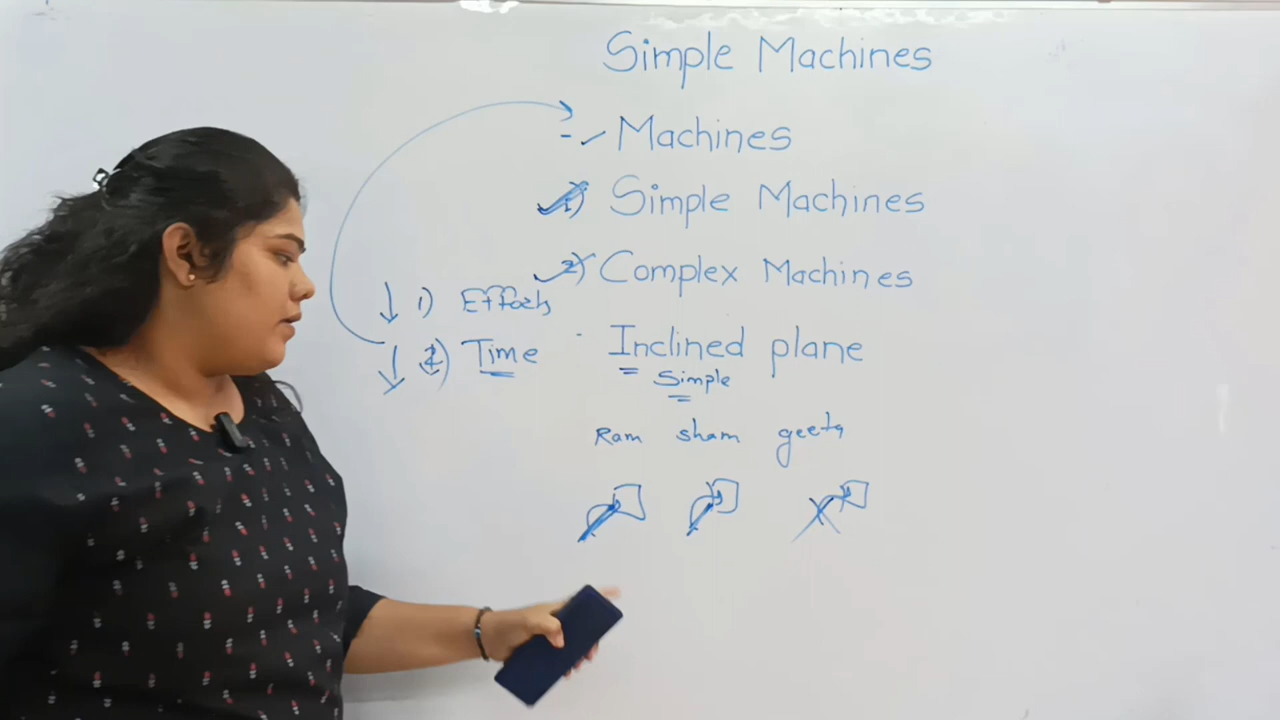 Simple Machines
- Machines
1) Simple Machines
2) Complex Machines
1) Efforts
2) Time
Inclined plane
Simple
Ram sham geeta